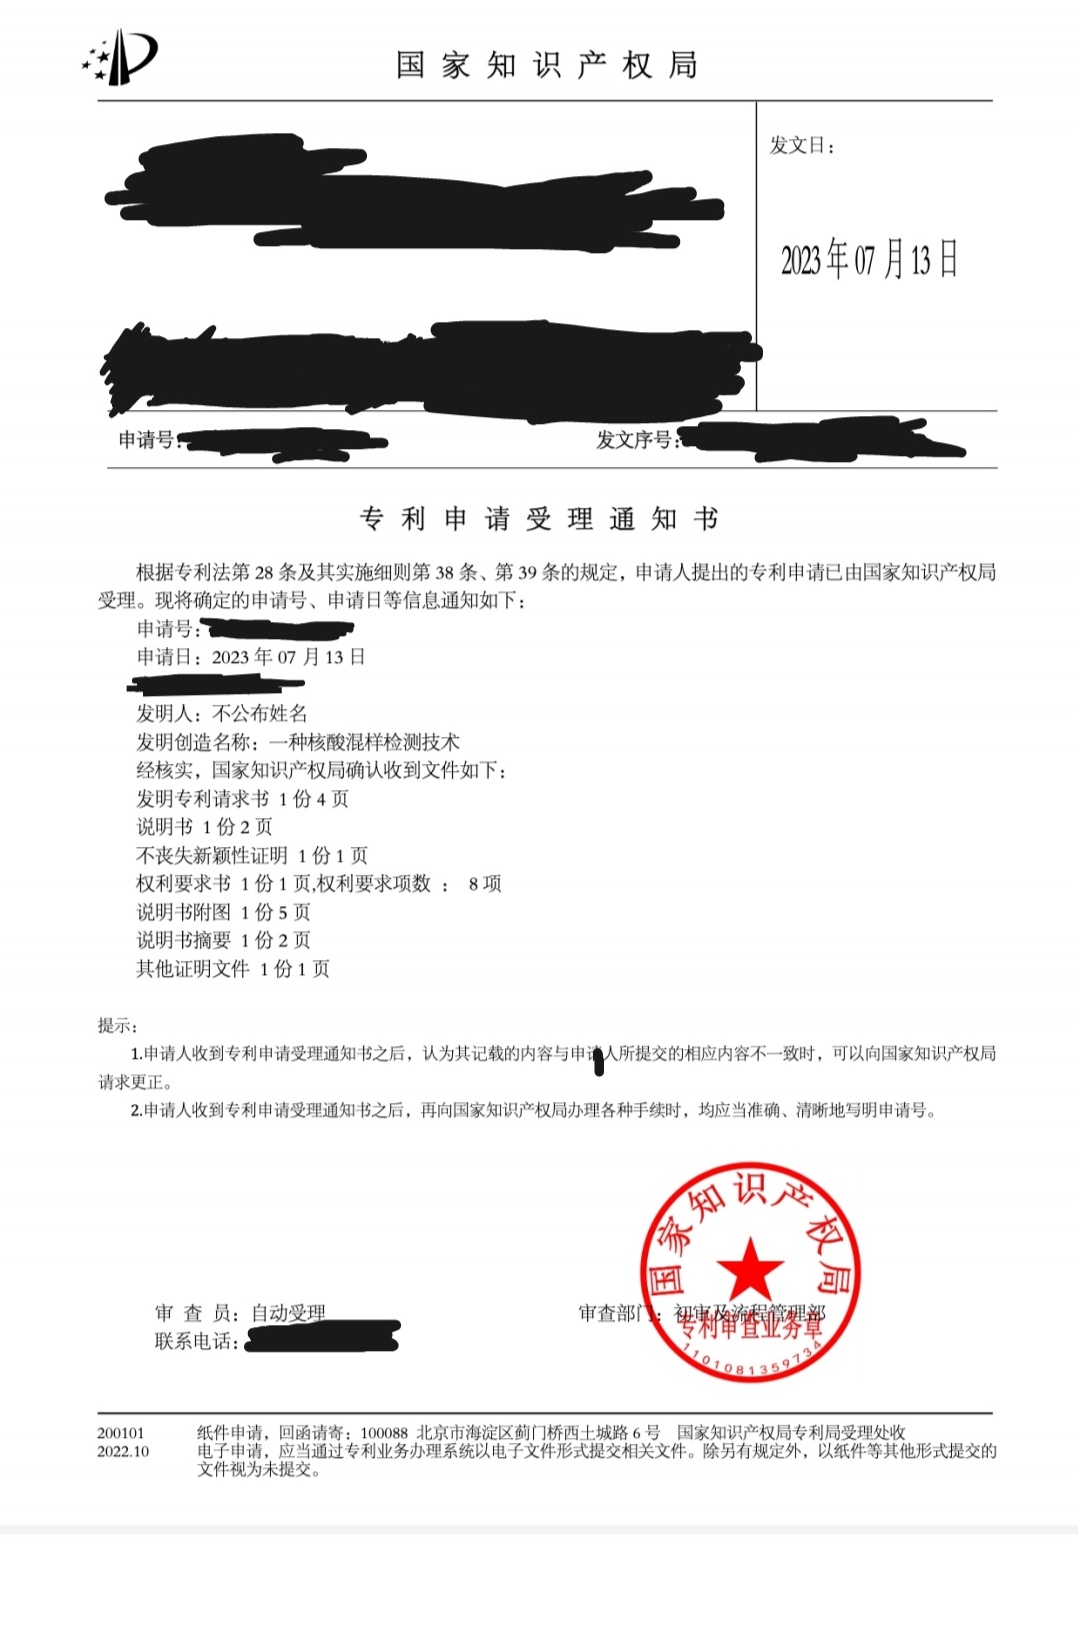 国家知识产权局
发文日：
2023年07月13日
申请号：
发文序号：
专利申请受理通知书
根据专利法第 28 条及其实施细则第 38 条、第 39 条的规定，申请人提出的专利申请已由国家知识产权局
受理。现将确定的申请号、申请日等信息通知如下：
申请号：
申请日：2023 年 07 月 13 日
发明人：不公布姓名
发明创造名称：一种核酸混样检测技术
经核实，国家知识产权局确认收到文件如下：
发明专利请求书 1 份 4 页
说明书 1 份 2 页
不丧失新颖性证明 1 份 1 页
权利要求书 1 份 1 页,权利要求项数 ： 8 项
说明书附图 1 份 5 页
说明书摘要 1 份 2 页
其他证明文件 1 份 1 页
提示：
1.申请人收到专利申请受理通知书之后，认为其记载的内容与申请人所提交的相应内容不一致时，可以向国家知识产权局
请求更正。
2.申请人收到专利申请受理通知书之后，再向国家知识产权局办理各种手续时，均应当准确、清晰地写明申请号。
国家知识产权局
审 查 员：自动受理
审查部门：初审及流程管理部
专利审查业务章
联系电话：
1101081359734
200101 纸件申请，回函请寄：100088 北京市海淀区蓟门桥西土城路 6 号 国家知识产权局专利局受理处收
2022.10 电子申请，应当通过专利业务办理系统以电子文件形式提交相关文件。除另有规定外，以纸件等其他形式提交的
文件视为未提交。